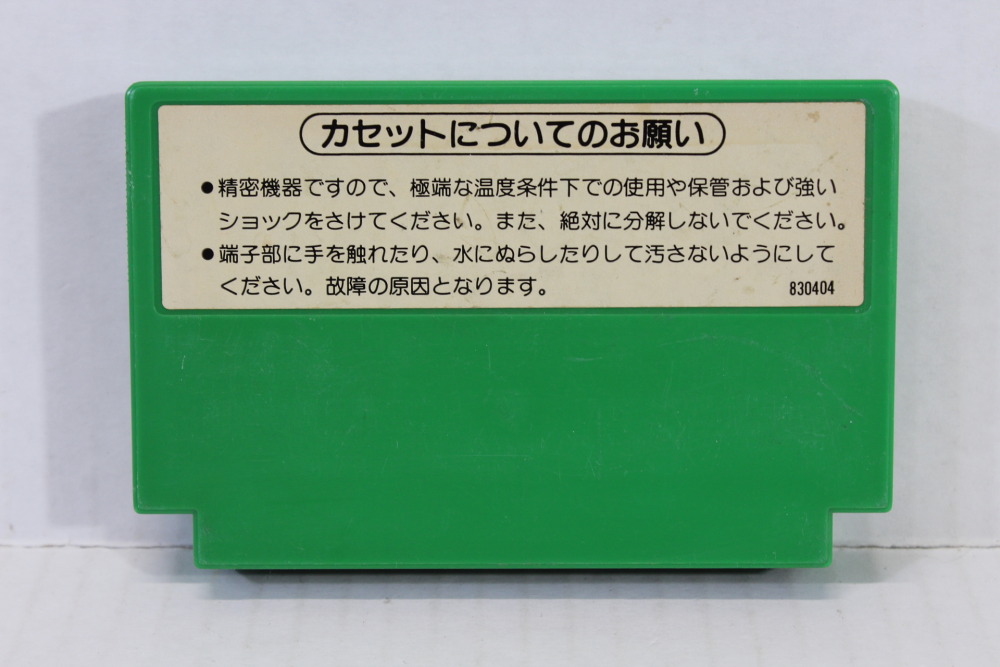 カセットについてのお願い
●精密機器ですので、極端な温度条件下での使用や保管および強い
ショックをさけてください。また、絶対に分解しないでください。
●端子部に手を触れたり、水にぬらしたりして汚さないようにして
ください。故障の原因となります。 830404